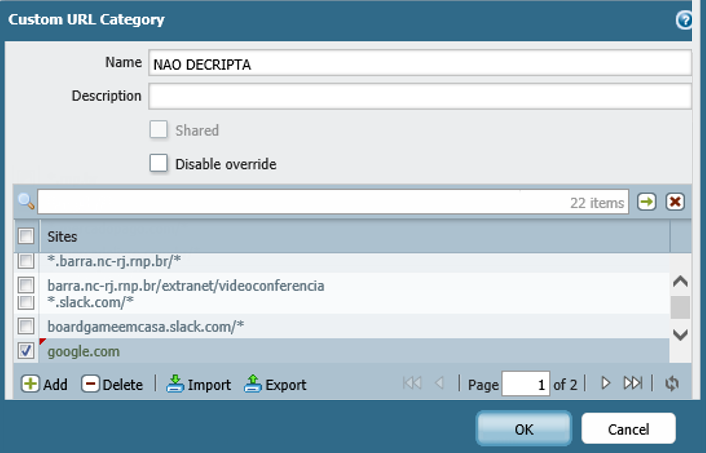 Custom URL Category
Name NAO DECRIPTA
Description
Shared
Disable override
22 items
Sites
*.barra.nc-rj.rnp.br/*
barra.nc-rj.rnp.br/extranet/videoconferencia
*.slack.com/*
boardgameemcasa.slack.com/*
google.com
Add Delete Import Export Page 1 of 2
OK Cancel